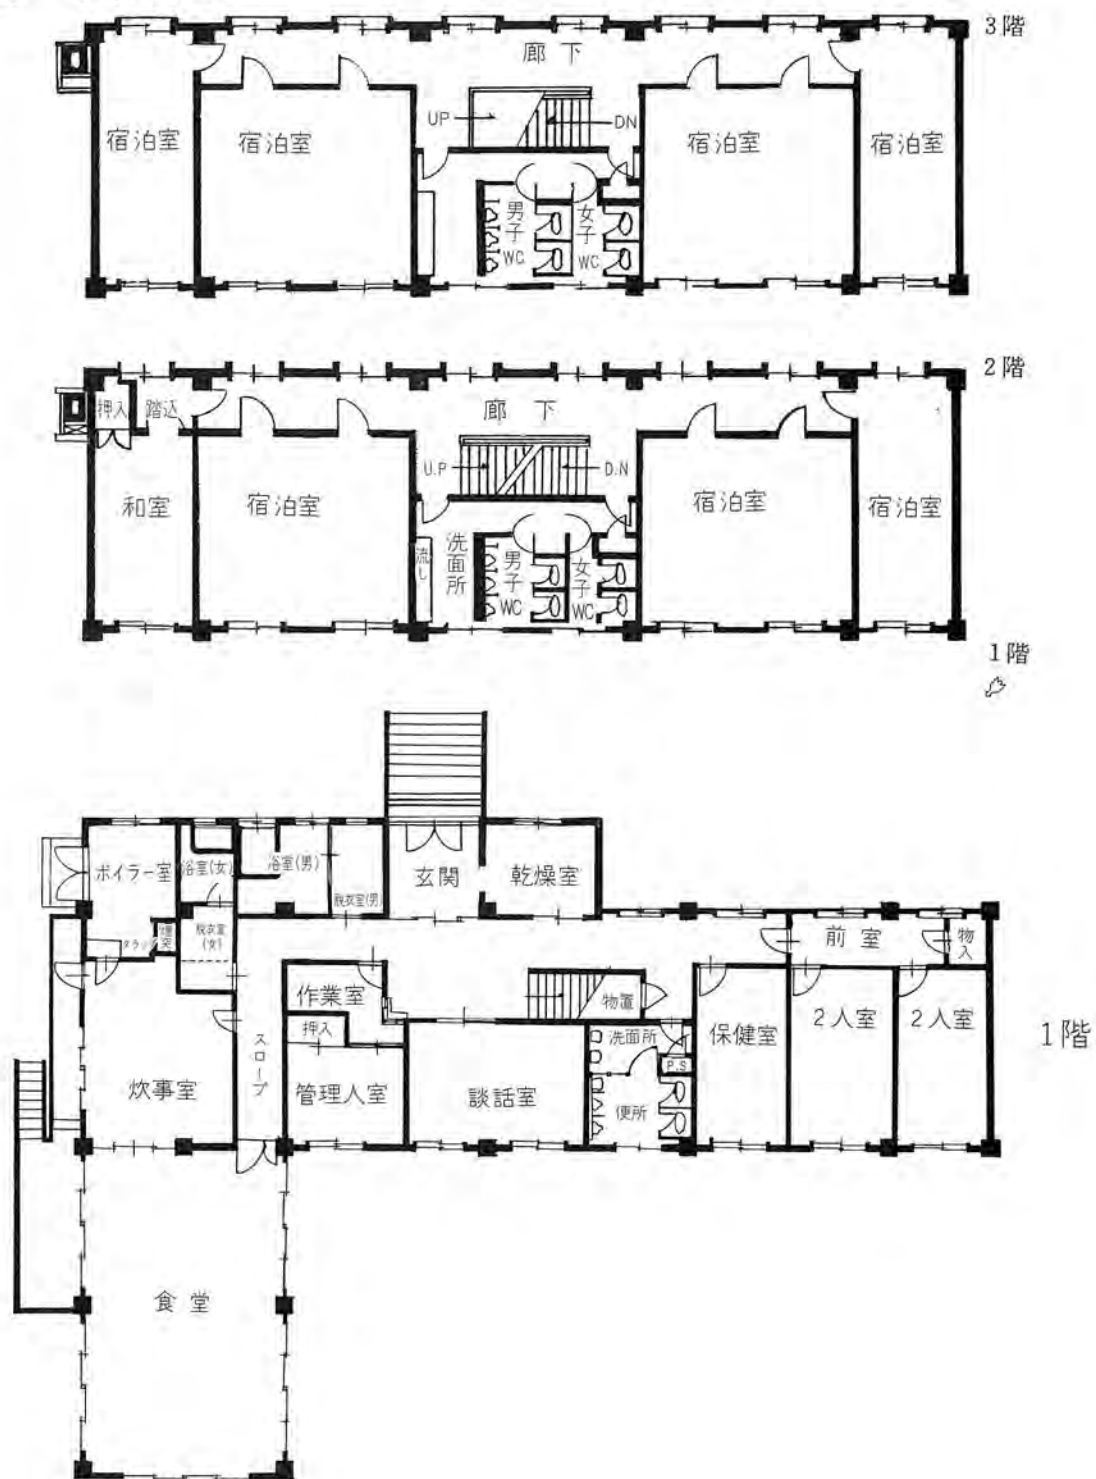 3階
廊下
UP
DN
宿泊室
宿泊室
宿泊室
宿泊室
男子
WC
女子
WC
2階
押入
踏込
廊下
U.P
D.N
和室
宿泊室
宿泊室
宿泊室
流し
洗面所
男子
WC
女子
WC
1階
ボイラー室
浴室(女)
浴室(男)
脱衣室(男)
玄関
乾燥室
煙突
脱衣室
(女)
前室
物入
作業室
押入
物置
洗面所
P.S
保健室
2人室
2人室
1階
スロープ
炊事室
管理人室
談話室
便所
食堂